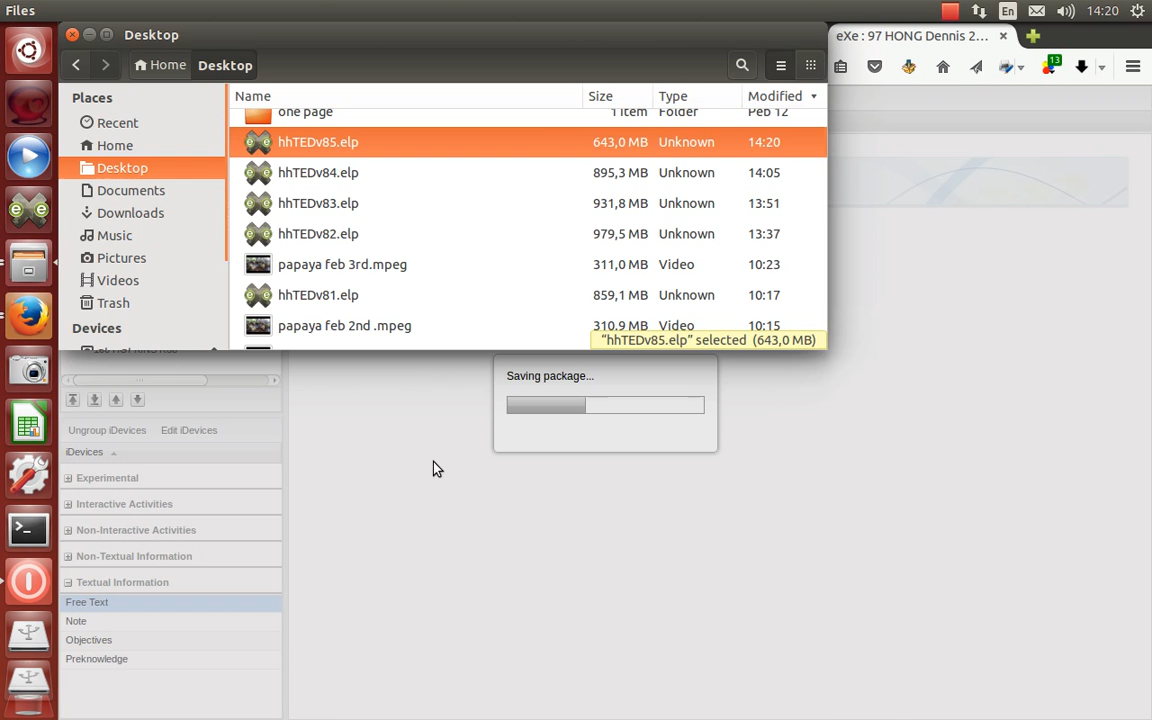 Files
En
14:20
Desktop
Home
Desktop
eXe : 97 HONG Dennis 2...
13
Places
Recent
Home
Desktop
Documents
Downloads
Music
Pictures
Videos
Trash
Devices
Name Size Type Modified
one page 1 item Folder Feb 12
hhTEDv85.elp 643,0 MB Unknown 14:20
hhTEDv84.elp 895,3 MB Unknown 14:05
hhTEDv83.elp 931,8 MB Unknown 13:51
hhTEDv82.elp 979,5 MB Unknown 13:37
papaya feb 3rd.mpeg 311,0 MB Video 10:23
hhTEDv81.elp 859,1 MB Unknown 10:17
papaya feb 2nd .mpeg 310,9 MB Video 10:15
"hhTEDv85.elp" selected (643,0 MB)
Saving package...
Ungroup iDevices Edit iDevices
iDevices
Experimental
Interactive Activities
Non-Interactive Activities
Non-Textual Information
Textual Information
Free Text
Note
Objectives
Preknowledge